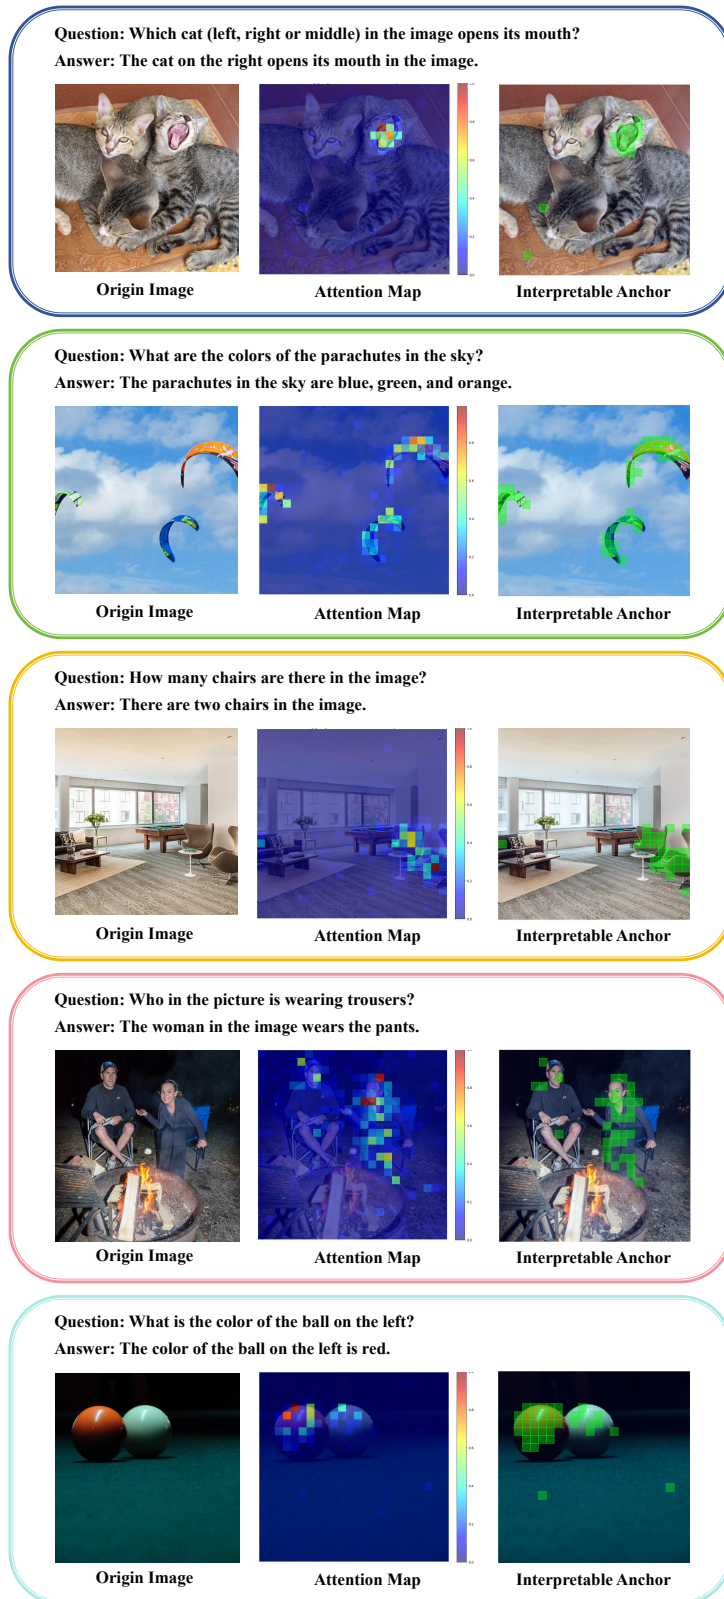 Question: Which cat (left, right or middle) in the image opens its mouth?
Answer: The cat on the right opens its mouth in the image.
Origin Image
Attention Map
Interpretable Anchor
Question: What are the colors of the parachutes in the sky?
Answer: The parachutes in the sky are blue, green, and orange.
Origin Image
Attention Map
Interpretable Anchor
Question: How many chairs are there in the image?
Answer: There are two chairs in the image.
Origin Image
Attention Map
Interpretable Anchor
Question: Who in the picture is wearing trousers?
Answer: The woman in the image wears the pants.
Origin Image
Attention Map
Interpretable Anchor
Question: What is the color of the ball on the left?
Answer: The color of the ball on the left is red.
Origin Image
Attention Map
Interpretable Anchor